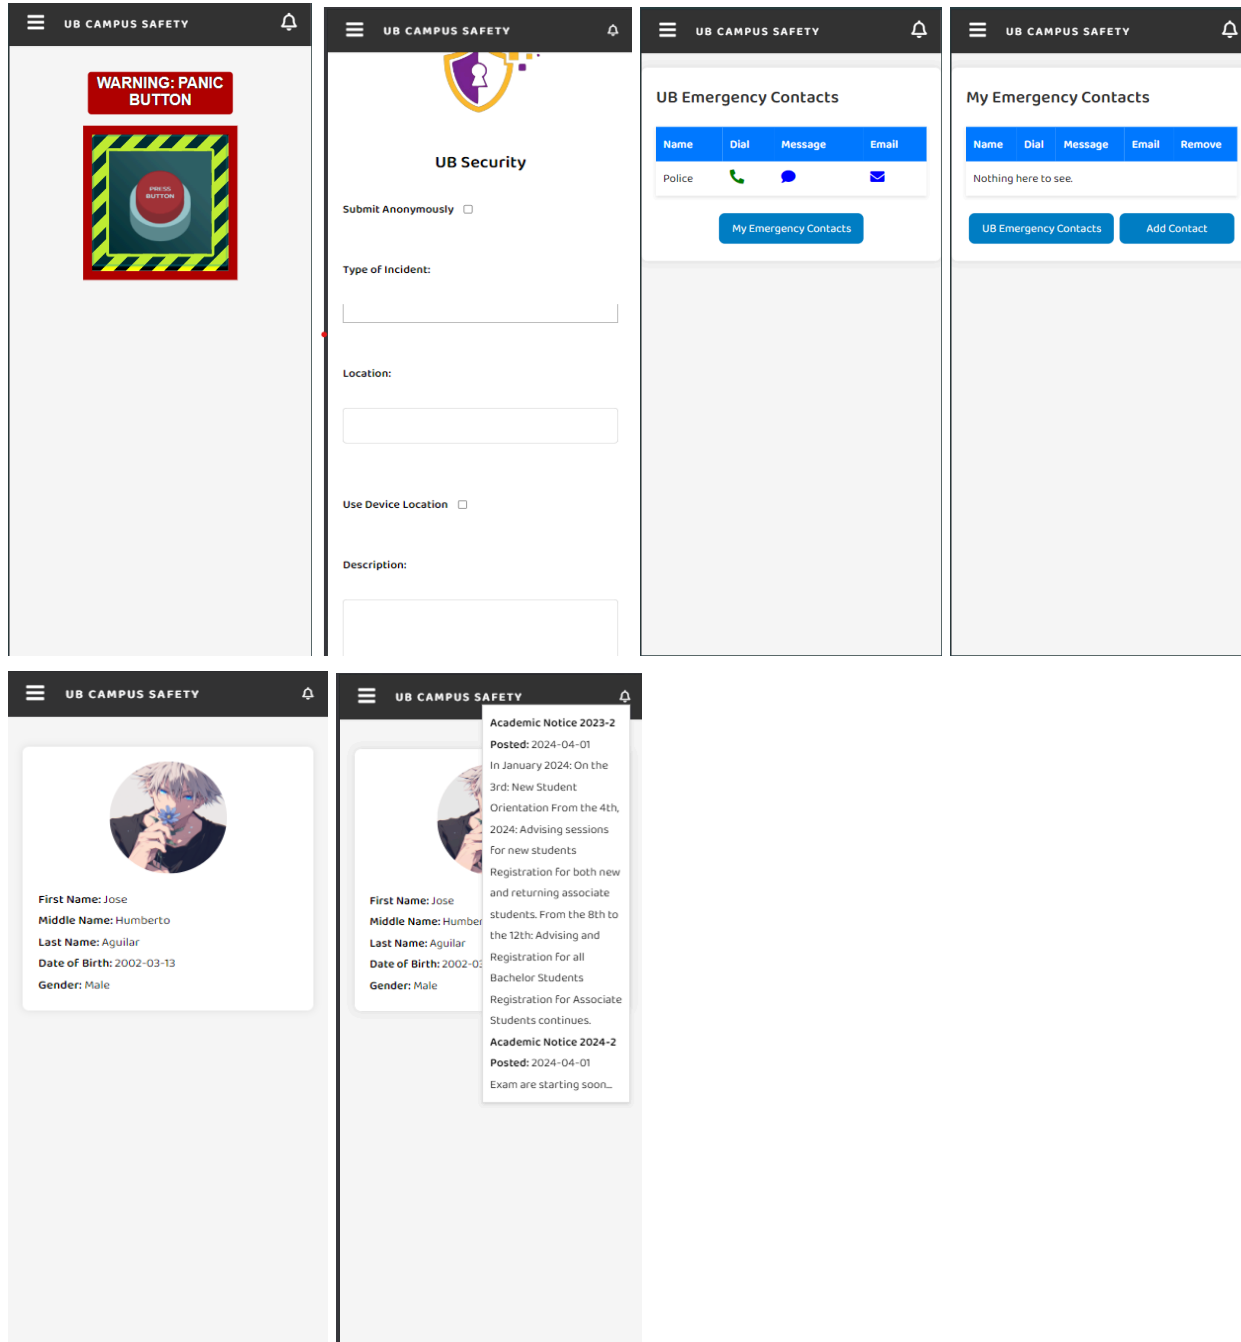 UB CAMPUS SAFETY
WARNING: PANIC
BUTTON
PRESS
BUTTON
UB CAMPUS SAFETY
UB Security
Submit Anonymously
Type of Incident:
Location:
Use Device Location
Description:
UB CAMPUS SAFETY
UB Emergency Contacts
Name Dial Message Email
Police
My Emergency Contacts
UB CAMPUS SAFETY
My Emergency Contacts
Name Dial Message Email Remove
Nothing here to see.
UB Emergency Contacts Add Contact
UB CAMPUS SAFETY
First Name: Jose
Middle Name: Humberto
Last Name: Aguilar
Date of Birth: 2002-03-13
Gender: Male
UB CAMPUS SAFETY
First Name: Jose
Middle Name: Humber
Last Name: Aguilar
Date of Birth: 2002-03
Gender: Male
Academic Notice 2023-2
Posted: 2024-04-01
In January 2024: On the
3rd: New Student
Orientation From the 4th,
2024: Advising sessions
for new students
Registration for both new
and returning associate
students. From the 8th to
the 12th: Advising and
Registration for all
Bachelor Students
Registration for Associate
Students continues.
Academic Notice 2024-2
Posted: 2024-04-01
Exam are starting soon...